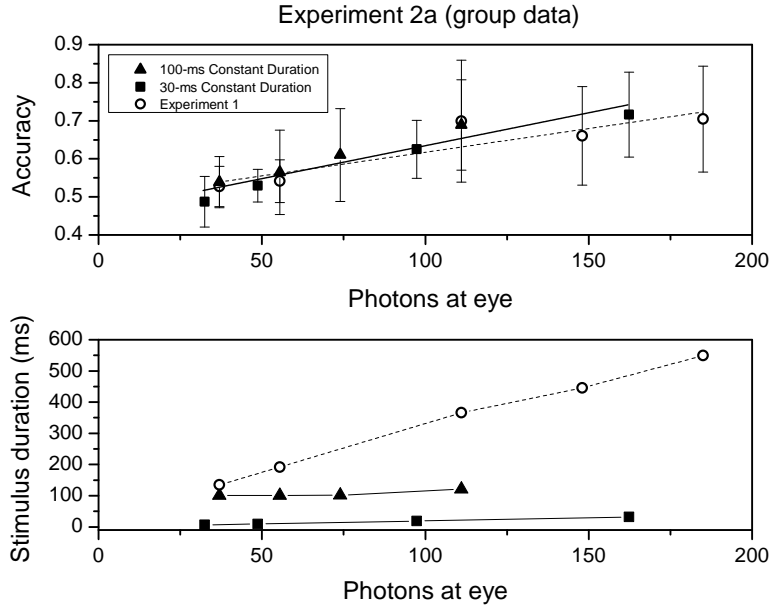 Experiment 2a (group data)
0.9
0.8
0.7
0.6
0.5
0.4
Accuracy
100-ms Constant Duration
30-ms Constant Duration
Experiment 1
0 50 100 150 200
Photons at eye
600
500
400
300
200
100
0
Stimulus duration (ms)
0 50 100 150 200
Photons at eye